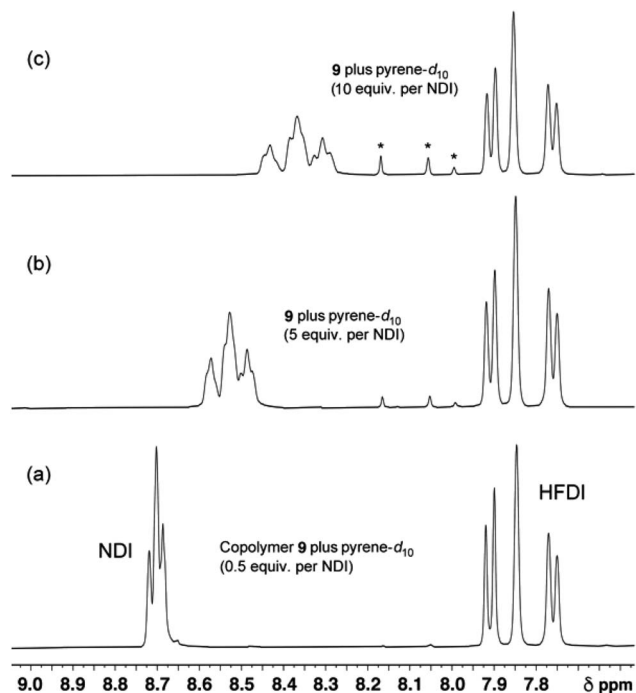 (c)
9 plus pyrene-d10
(10 equiv. per NDI)
* * *
(b)
9 plus pyrene-d10
(5 equiv. per NDI)
(a)
HFDI
NDI
Copolymer 9 plus pyrene-d10
(0.5 equiv. per NDI)
9.0 8.9 8.8 8.7 8.6 8.5 8.4 8.3 8.2 8.1 8.0 7.9 7.8 δ ppm